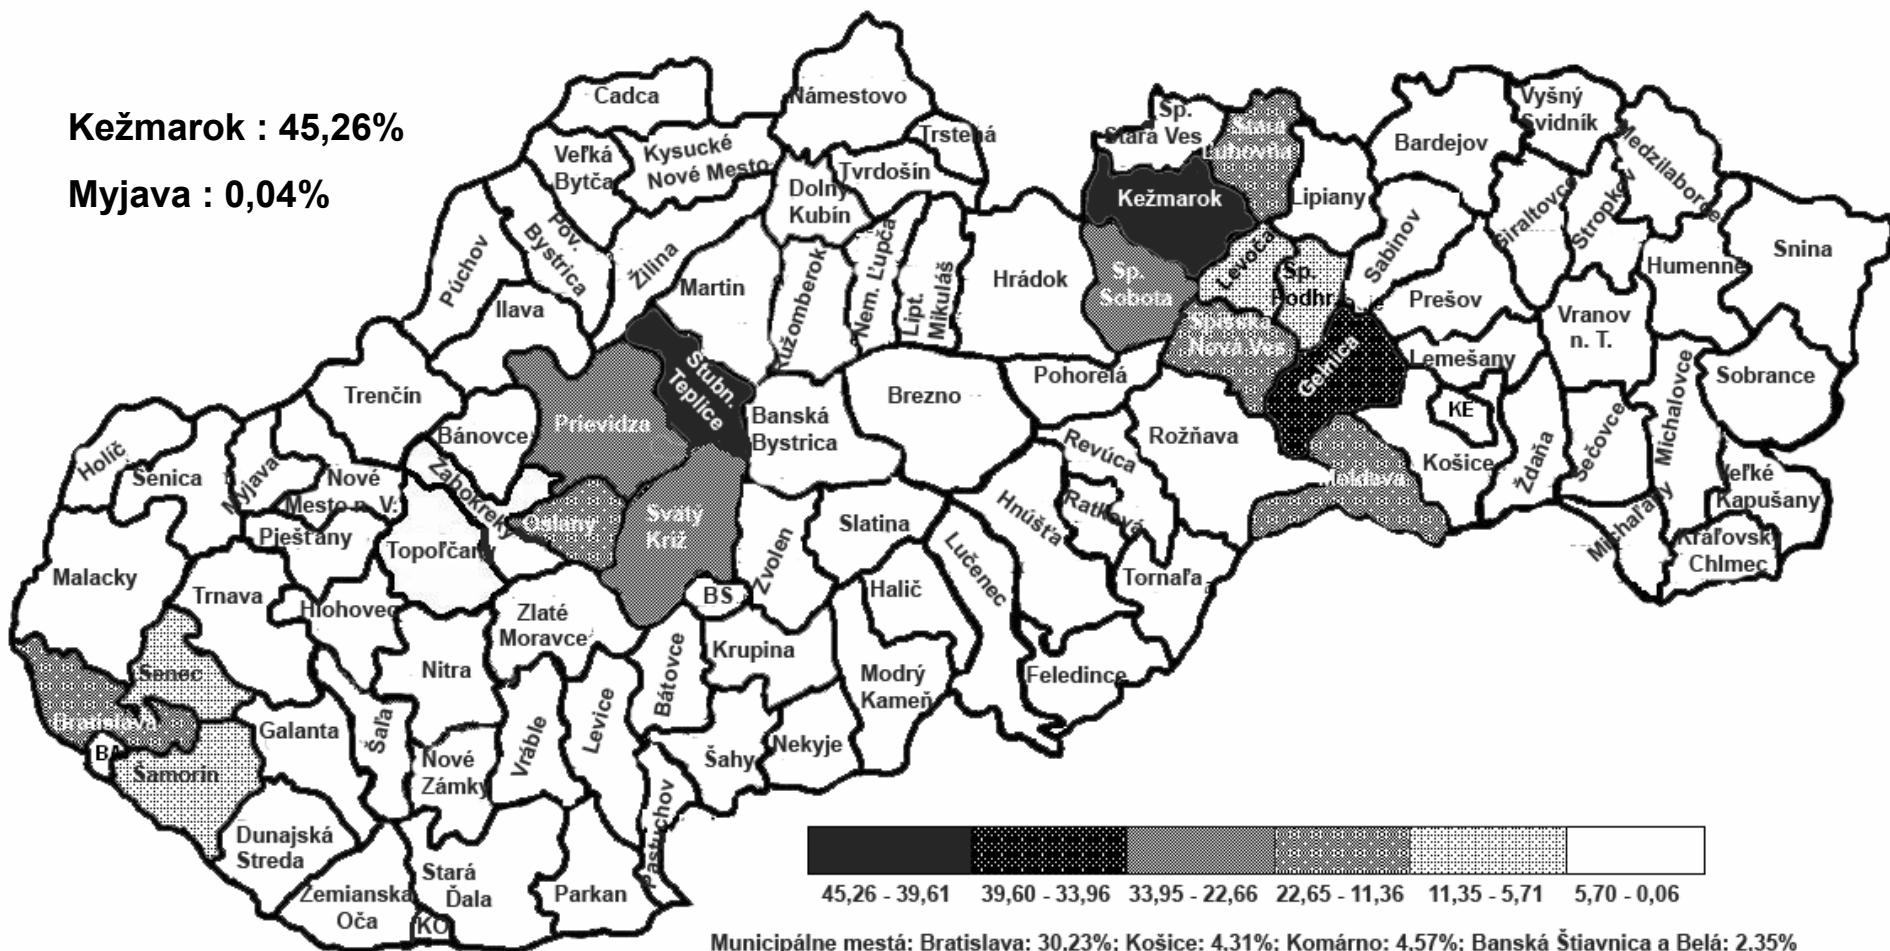 Kežmarok : 45,26%
Myjava : 0,04%
Cadca
Námestovo
Trstená
Veľká
Bytča
Kysucké
Nové Mesto
Dolný
Kubín
Tvrdošín
Sp.
Stará Ves
Stará
Ľubovňa
Bardejov
Vyšný
Svidník
Medzilaborce
Kežmarok
Lipiany
Sabinov
Giraltovce
Stropkov
Snina
Púchov
Pov.
Bystrica
Žilina
Martin
Ružomberok
Nem. Ľupča
Lipt.
Mikuláš
Hrádok
Sp.
Sobota
Levoča
Sp.
Podhr
Prešov
Humenné
Ilava
Spišská
Nová Ves
Gelnica
Lemešany
Vranov
n. T.
Sobrance
Trenčín
Stubn.
Teplice
Prievidza
Bánovce
Banská
Bystrica
Brezno
Pohorelá
Revúca
Rožňava
KE
Košice
Moldava
Ždaňa
Sečovce
Michalovce
Veľké
Kapušany
Michaľany
Kráľovsk
Chlmec
Holíč
Senica
Myjava
Nové
Mesto n. V.
Žabokreky
Oslany
Svätý
Kríž
Pješťany
Topoľčany
Slatina
Zvolen
Hnúšťa
Ratková
Tornaľa
Malacky
Trnava
Hlohovec
Zlaté
Moravce
BS
Halič
Lučenec
Senec
Nitra
Krupina
Bátovce
Modrý
Kameň
Feledince
Bratislava
BA
Šamorin
Galanta
Šaľa
Nové
Zámky
Vráble
Levice
Šahy
Nekyje
Dunajská
Streda
Zemianska
Oča
Stará
Ďala
KO
Parkan
Pastuchov
45,26 - 39,61 39,60 - 33,96 33,95 - 22,66 22,65 - 11,36 11,35 - 5,71 5,70 - 0,06
Municipálne mestá: Bratislava: 30,23%; Košice: 4,31%; Komárno: 4,57%; Banská Štiavnica a Belá: 2,35%